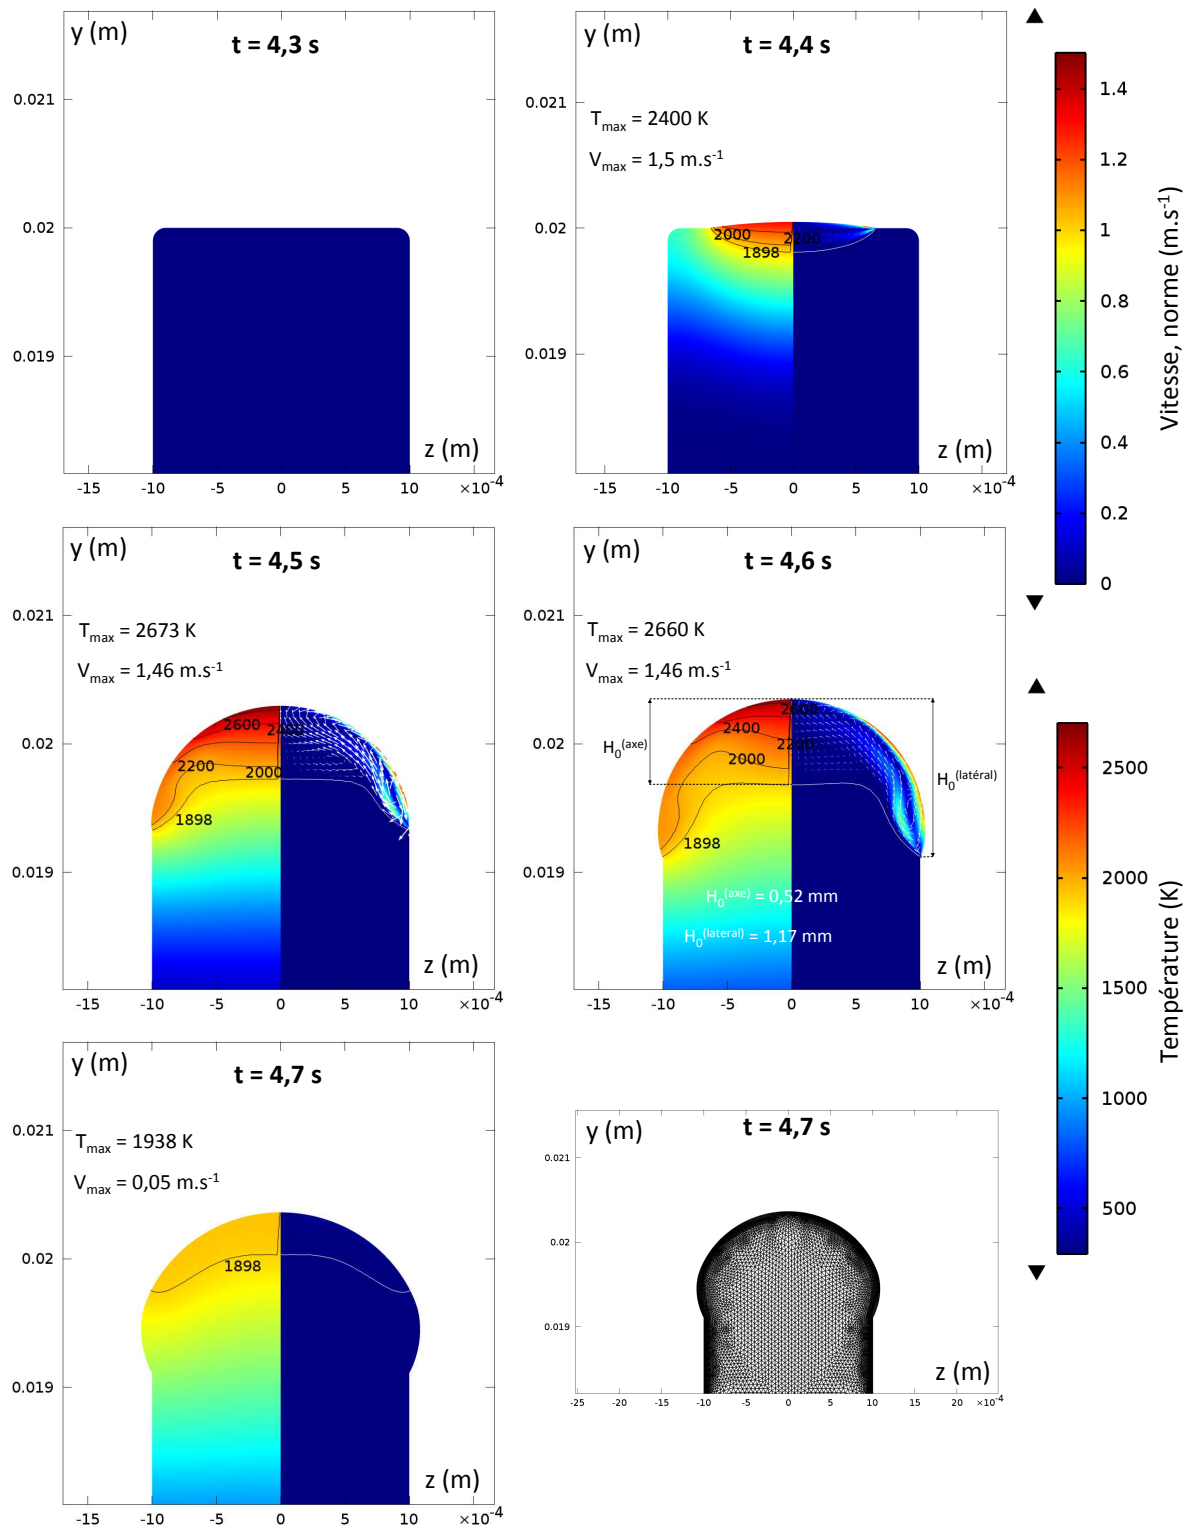 y (m)
t = 4,3 s
0.021
0.02
0.019
z (m)
-15 -10 -5 0 5 10 ×10-4
y (m)
t = 4,4 s
0.021
Tmax = 2400 K
Vmax = 1,5 m.s-1
0.02
2000 2200
1898
0.019
z (m)
-15 -10 -5 0 5 10 ×10-4
1.4
1.2
1
0.8
0.6
0.4
0.2
0
Vitesse, norme (m.s-1)
y (m)
t = 4,5 s
0.021
Tmax = 2673 K
Vmax = 1,46 m.s-1
2600 2400
0.02
2200 2000
1898
0.019
z (m)
-15 -10 -5 0 5 10 ×10-4
y (m)
t = 4,6 s
0.021
Tmax = 2660 K
Vmax = 1,46 m.s-1
2600
2400
2200
H0(axe)
0.02
2000
H0(latéral)
1898
0.019
H0(axe) = 0,52 mm
H0(lateral) = 1,17 mm
z (m)
-15 -10 -5 0 5 10 ×10-4
2500
2000
1500
1000
500
Température (K)
y (m)
t = 4,7 s
0.021
Tmax = 1938 K
Vmax = 0,05 m.s-1
0.02
1898
0.019
z (m)
-15 -10 -5 0 5 10 ×10-4
y (m)
t = 4,7 s
0.021
0.02
0.019
z (m)
-25 -20 -15 -10 -5 0 5 10 15 20 ×10-4